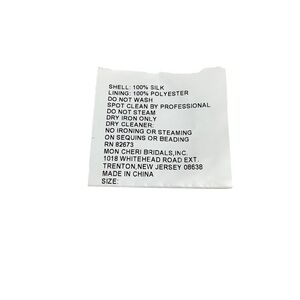 SHELL: 100% SILK
LINING: 100% POLYESTER
DO NOT WASH
SPOT CLEAN BY PROFESSIONAL
DO NOT STEAM
DRY IRON ONLY
DRY CLEANER:
NO IRONING OR STEAMING
ON SEQUINS OR BEADING
RN 82673
MON CHERI BRIDALS,INC.
1018 WHITEHEAD ROAD EXT.
TRENTON,NEW JERSEY 08638
MADE IN CHINA
SIZE: